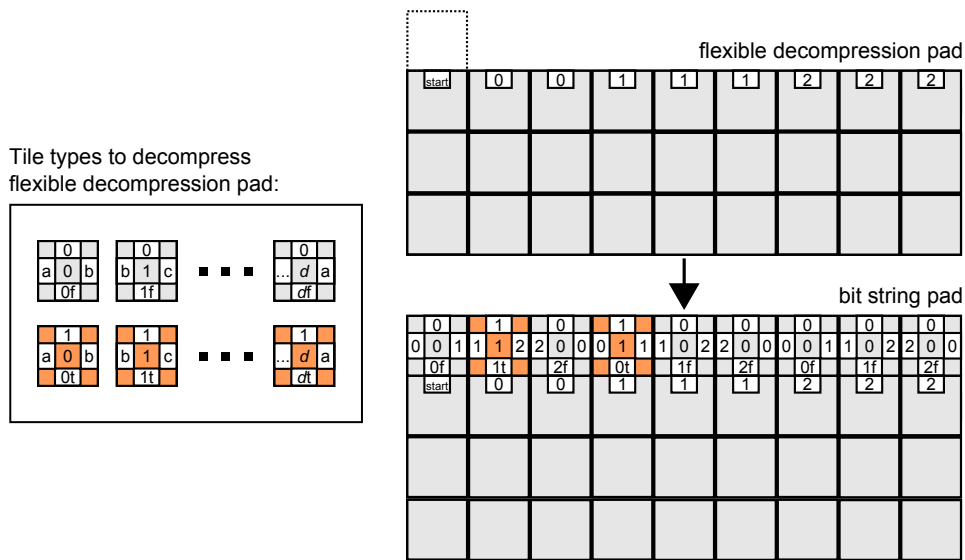 flexible decompression pad
start 0 0 1 1 1 2 2 2
Tile types to decompress
flexible decompression pad:
0 0 0
a 0 b b 1 c ... d a
0f 1f df
1 1 1
a 0 b b 1 c ... d a
0t 1t dt
bit string pad
0 1 0 1 0 0 0 0 0
0 0 1 1 1 2 2 0 0 0 1 1 1 0 2 2 0 0 0 0 1 1 0 2 2 0 0
0f 1t 2f 0t 1f 2f 0f 1f 2f
start 0 0 1 1 1 2 2 2